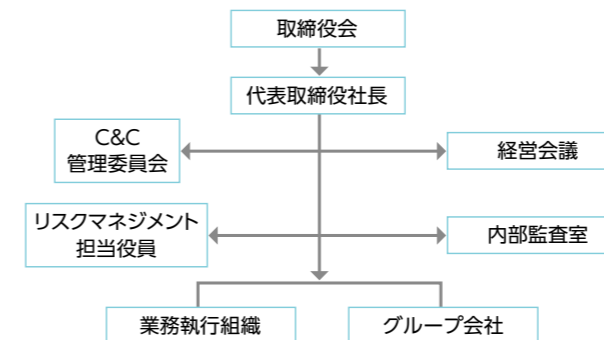 取締役会
代表取締役社長
C&C
管理委員会
経営会議
リスクマネジメント
担当役員
内部監査室
業務執行組織
グループ会社